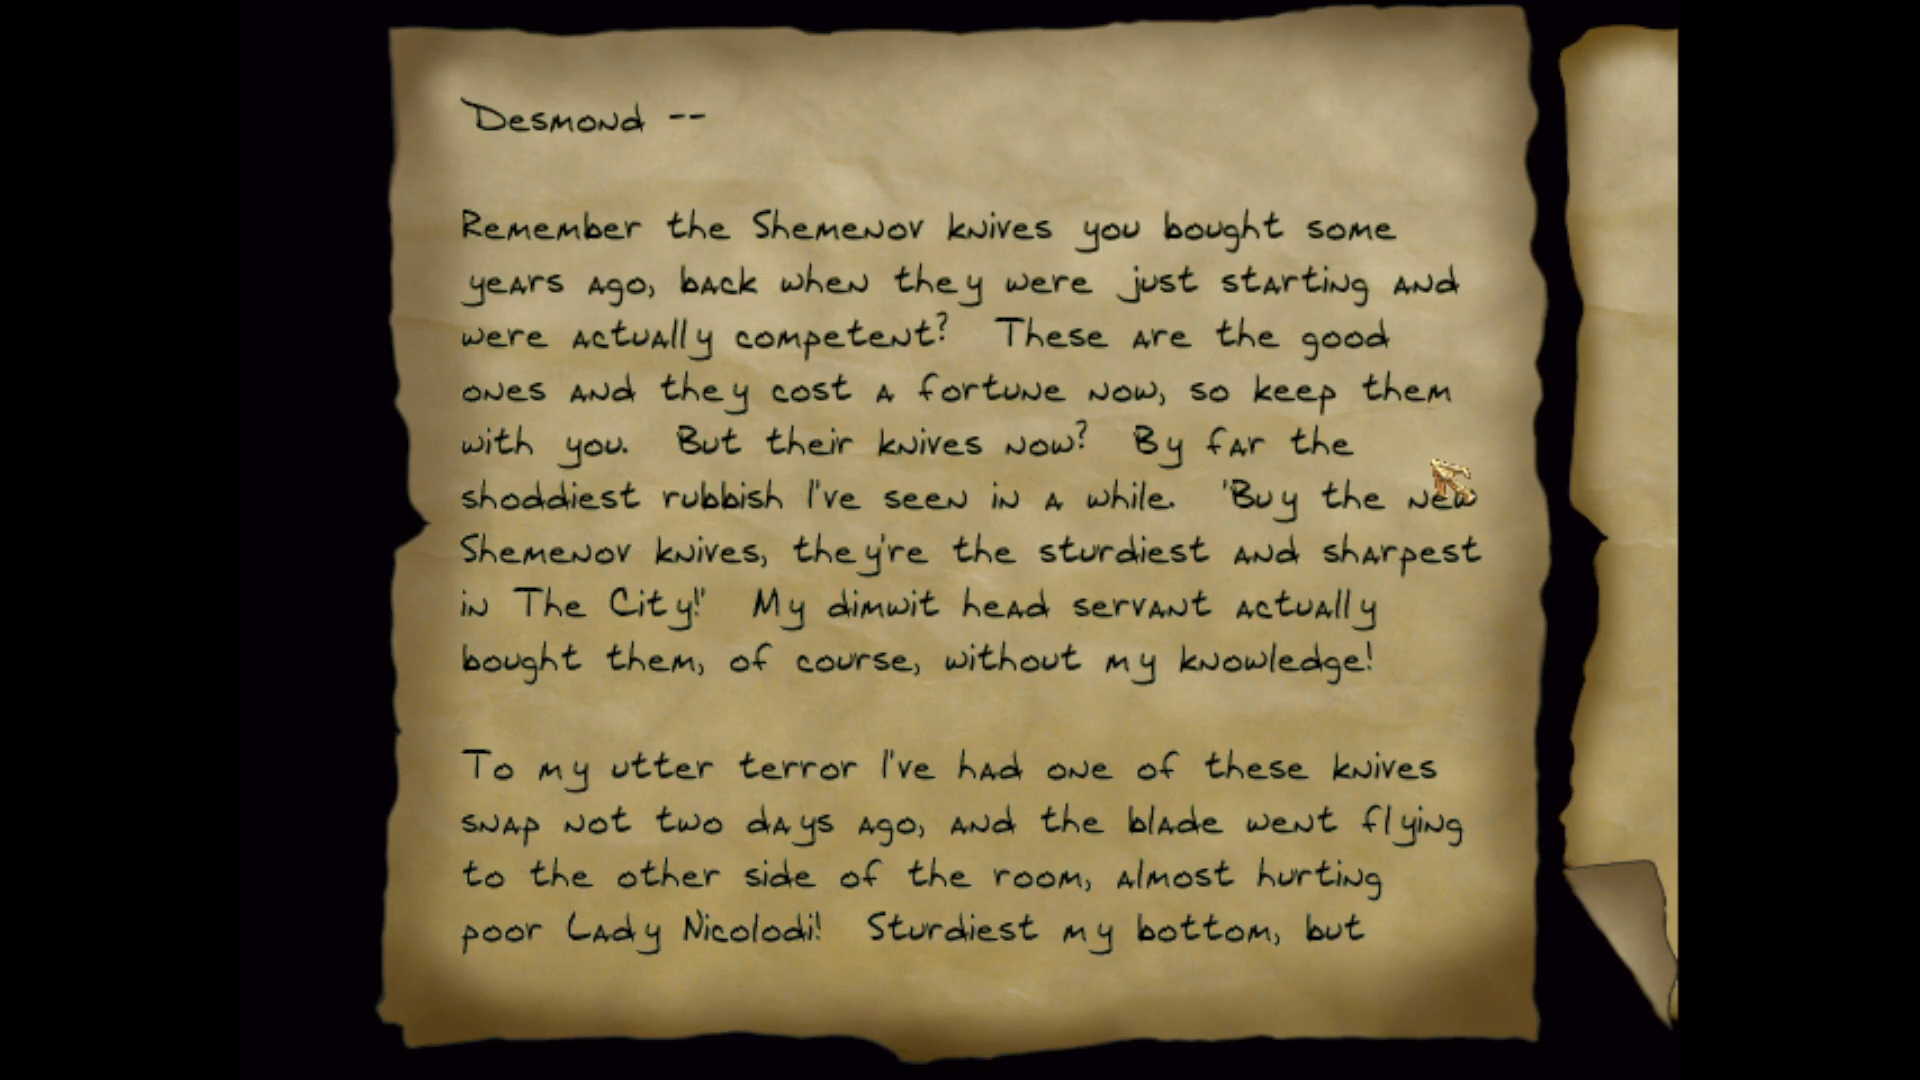 Desmond --
Remember the Shemenov knives you bought some
years ago, back when they were just starting and
were actually competent?  These are the good
ones and they cost a fortune now, so keep them
with you.  But their knives now?  By far the
shoddiest rubbish I've seen in a while.  'Buy the new
Shemenov knives, they're the sturdiest and sharpest
in The City!'  My dimwit head servant actually
bought them, of course, without my knowledge!
To my utter terror I've had one of these knives
snap not two days ago, and the blade went flying
to the other side of the room, almost hurting
poor Lady Nicolodi!  Sturdiest my bottom, but